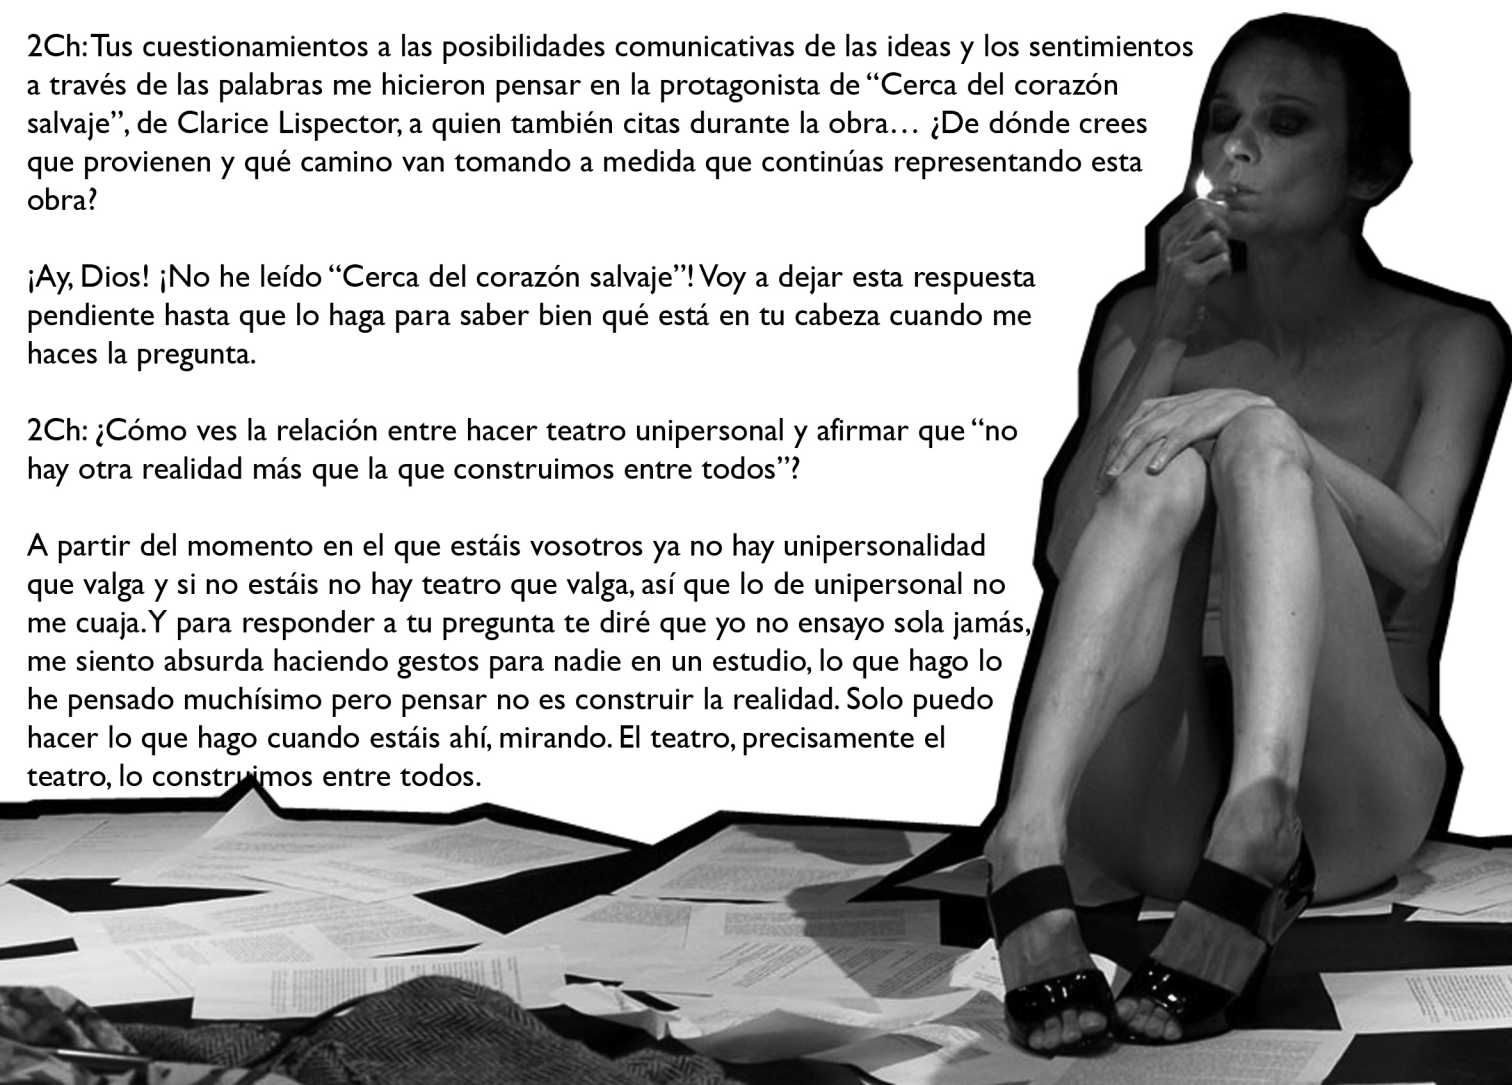 2Ch: Tus cuestionamientos a las posibilidades comunicativas de las ideas y los sentimientos
a través de las palabras me hicieron pensar en la protagonista de “Cerca del corazón
salvaje”, de Clarice Lispector, a quien también citas durante la obra… ¿De dónde crees
que provienen y qué camino van tomando a medida que continúas representando esta
obra?
¡Ay, Dios! ¡No he leído “Cerca del corazón salvaje”! Voy a dejar esta respuesta
pendiente hasta que lo haga para saber bien qué está en tu cabeza cuando me
haces la pregunta.
2Ch: ¿Cómo ves la relación entre hacer teatro unipersonal y afirmar que “no
hay otra realidad más que la que construimos entre todos”?
A partir del momento en el que estáis vosotros ya no hay unipersonalidad
que valga y si no estáis no hay teatro que valga, así que lo de unipersonal no
me cuaja. Y para responder a tu pregunta te diré que yo no ensayo sola jamás,
me siento absurda haciendo gestos para nadie en un estudio, lo que hago lo
he pensado muchísimo pero pensar no es construir la realidad. Solo puedo
hacer lo que hago cuando estáis ahí, mirando. El teatro, precisamente el
teatro, lo construimos entre todos.